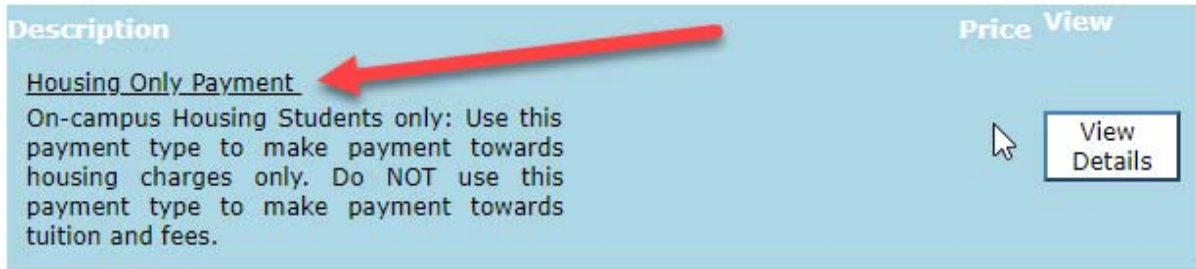 Description Price View
Housing Only Payment
On-campus Housing Students only: Use this
payment type to make payment towards
housing charges only. Do NOT use this
payment type to make payment towards
tuition and fees.
View
Details